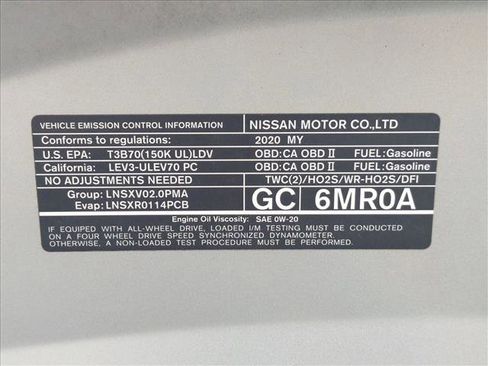 VEHICLE EMISSION CONTROL INFORMATION NISSAN MOTOR CO.,LTD
Conforms to regulations: 2020 MY
U.S. EPA: T3B70(150K UL)LDV OBD:CA OBD II FUEL:Gasoline
California: LEV3-ULEV70 PC OBD:CA OBD II FUEL:Gasoline
NO ADJUSTMENTS NEEDED TWC(2)/HO2S/WR-HO2S/DFI
Group: LNSXV02.0PMA GC 6MR0A
Evap: LNSXR0114PCB
Engine Oil Viscosity: SAE 0W-20
IF EQUIPPED WITH ALL-WHEEL DRIVE, LOADED I/M TESTING MUST BE CONDUCTED
ON A FOUR WHEEL DRIVE SPEED SYNCHRONIZED DYNAMOMETER.
OTHERWISE, A NON-LOADED TEST PROCEDURE MUST BE PERFORMED.